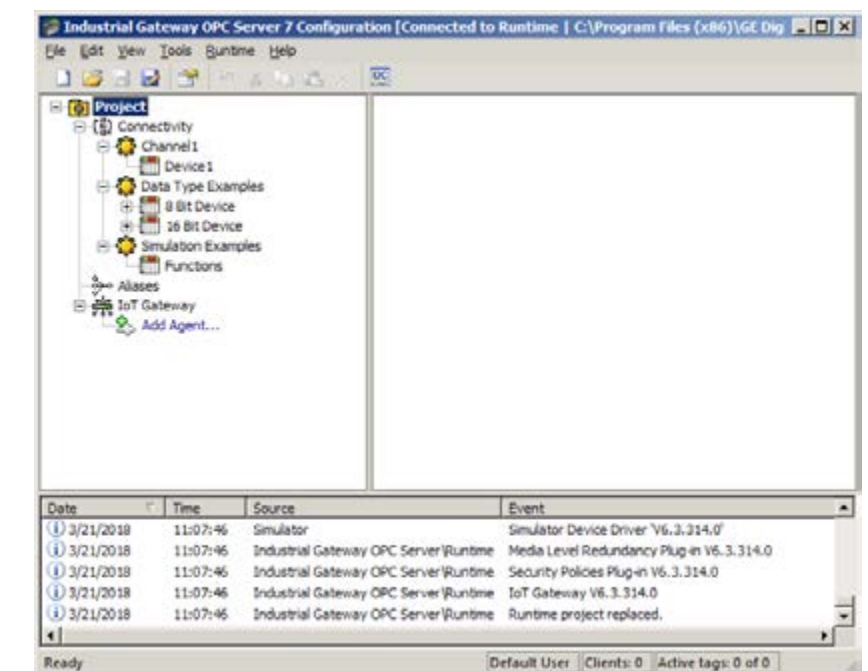 Industrial Gateway OPC Server 7 Configuration [Connected to Runtime | C:\Program Files (x86)\GE Dig
File Edit View Tools Runtime Help
Project
Connectivity
Channel1
Device1
Data Type Examples
8 Bit Device
16 Bit Device
Simulation Examples
Functions
Aliases
IoT Gateway
Add Agent...
Date Time Source Event
3/21/2018 11:07:46 Simulator Simulator Device Driver 'V6.3.314.0'
3/21/2018 11:07:46 Industrial Gateway OPC Server\Runtime Media Level Redundancy Plug-in V6.3.314.0
3/21/2018 11:07:46 Industrial Gateway OPC Server\Runtime Security Policies Plug-in V6.3.314.0
3/21/2018 11:07:46 Industrial Gateway OPC Server\Runtime IoT Gateway V6.3.314.0
3/21/2018 11:07:46 Industrial Gateway OPC Server\Runtime Runtime project replaced.
Ready Default User Clients: 0 Active tags: 0 of 0